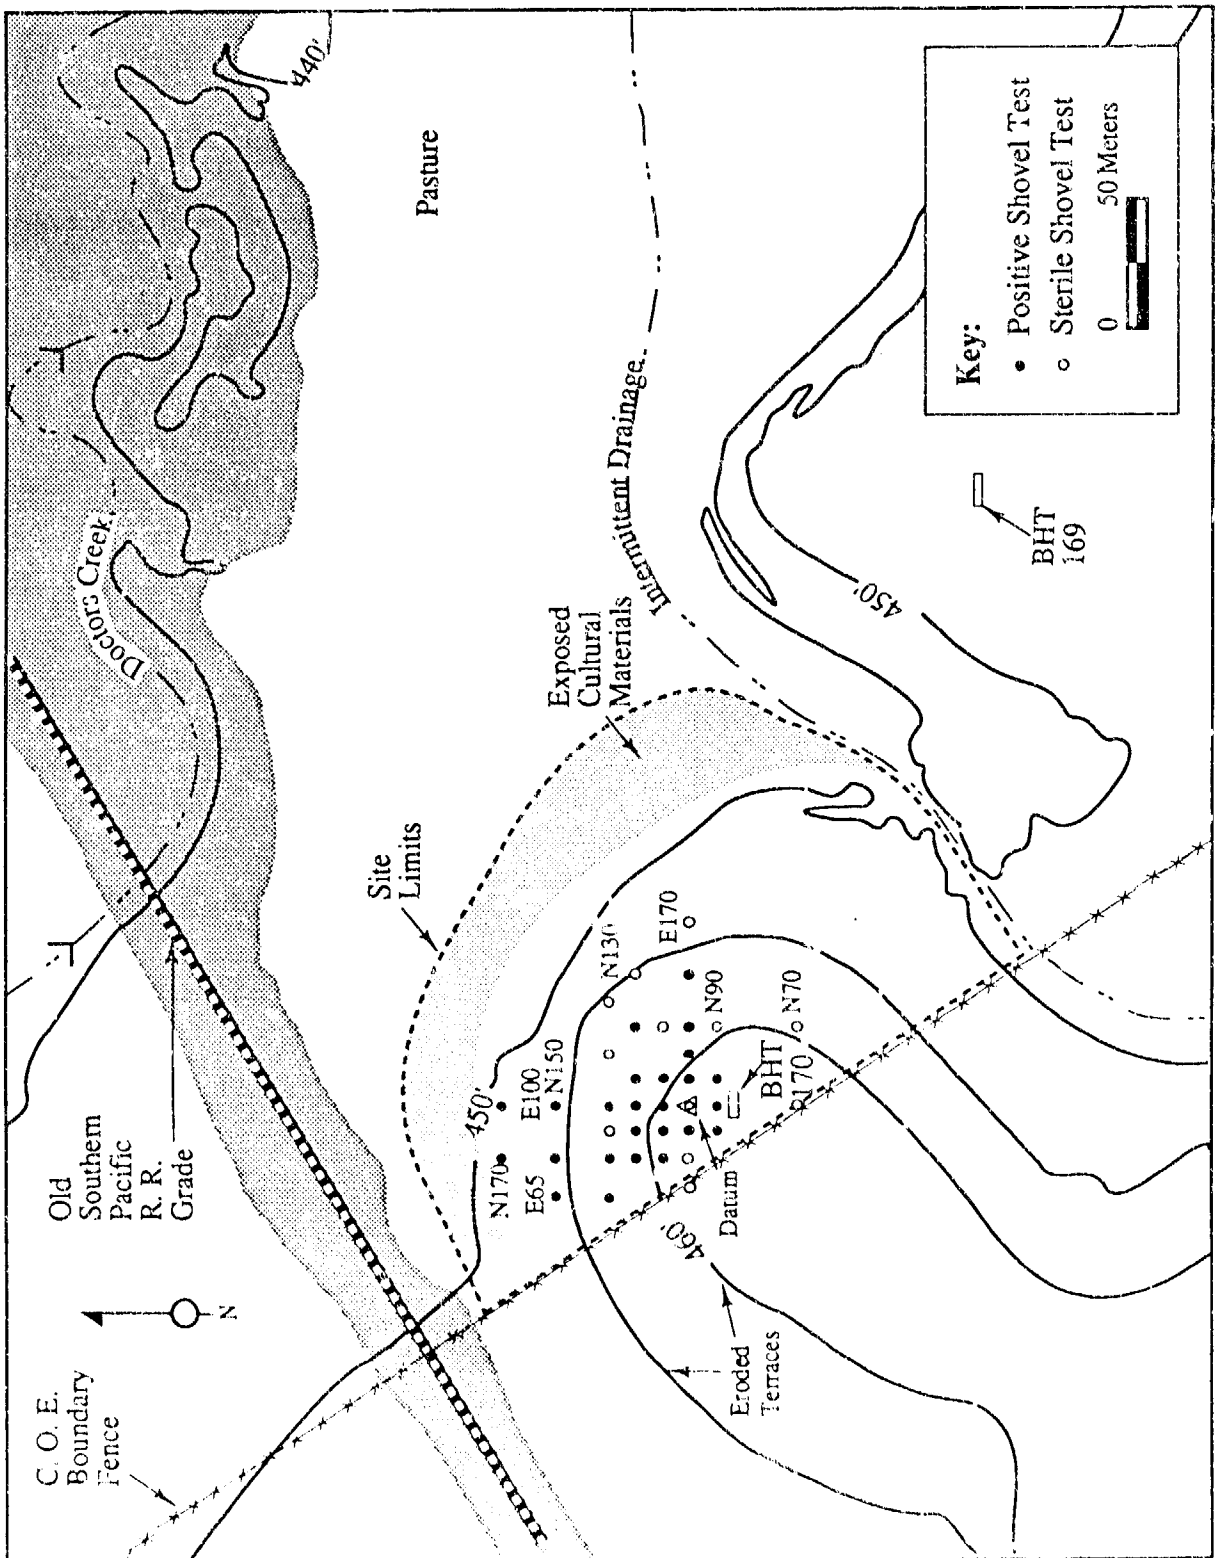 C. O. E.
Boundary
Fence
N
Old
Southern
Pacific
R. R.
Grade
Doctors Creek
440'
Pasture
Site
Limits
Exposed
Cultural
Materials
Intermittent Drainage
450'
N170
E65
E100
N150
N130
E170
N90
N70
BHT
170
Datum
460'
Eroded
Terraces
450'
BHT
169
Key:
Positive Shovel Test
Sterile Shovel Test
0 50 Meters